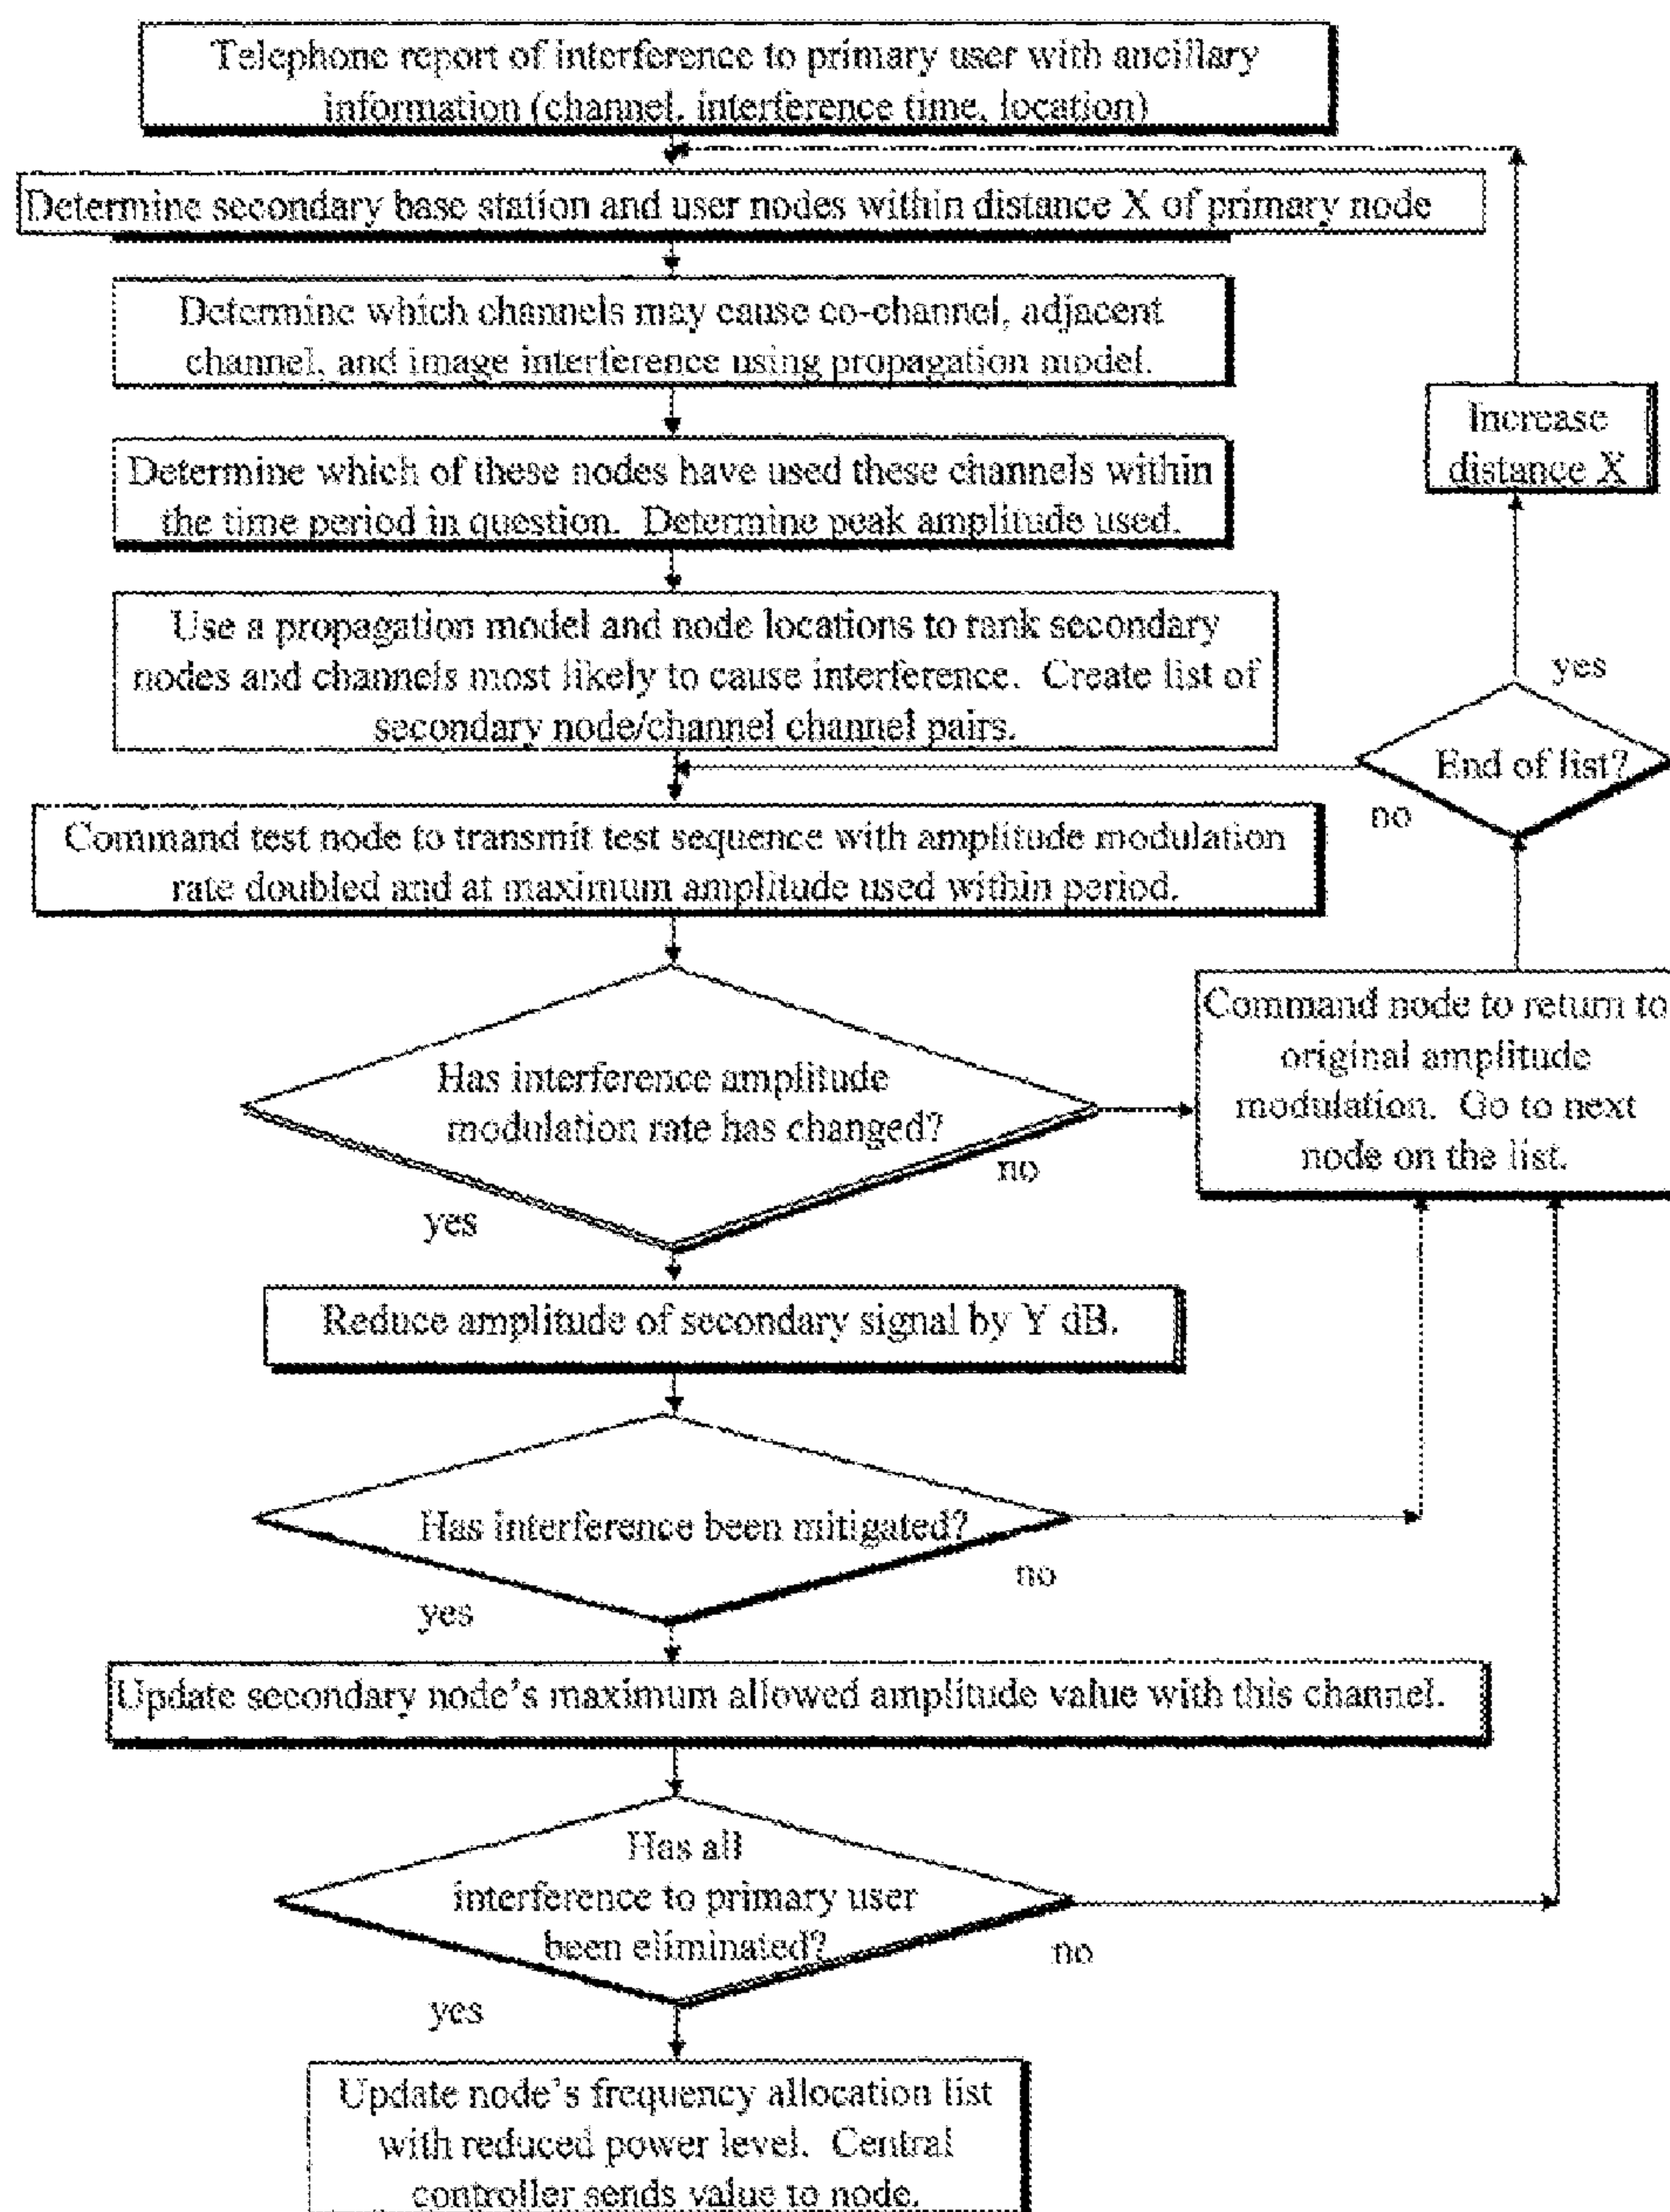 Telephone report of interference to primary user with ancillary
information (channel, interference time, location)
Determine secondary base station and user nodes within distance X of primary node
Determine which channels may cause co-channel, adjacent
channel, and image interference using propagation model.
Increase
distance X
Determine which of these nodes have used these channels within
the time period in question. Determine peak amplitude used.
Use a propagation model and node locations to rank secondary
nodes and channels most likely to cause interference. Create list of
secondary node/channel channel pairs.
yes
End of list?
no
Command test node to transmit test sequence with amplitude modulation
rate doubled and at maximum amplitude used within period.
Has interference amplitude
modulation rate has changed?
no
yes
Command node to return to
original amplitude
modulation. Go to next
node on the list.
Reduce amplitude of secondary signal by Y dB.
Has interference been mitigated?
no
yes
Update secondary node's maximum allowed amplitude value with this channel.
Has all
interference to primary user
been eliminated?
no
yes
Update node's frequency allocation list
with reduced power level. Central
controller sends value to node.